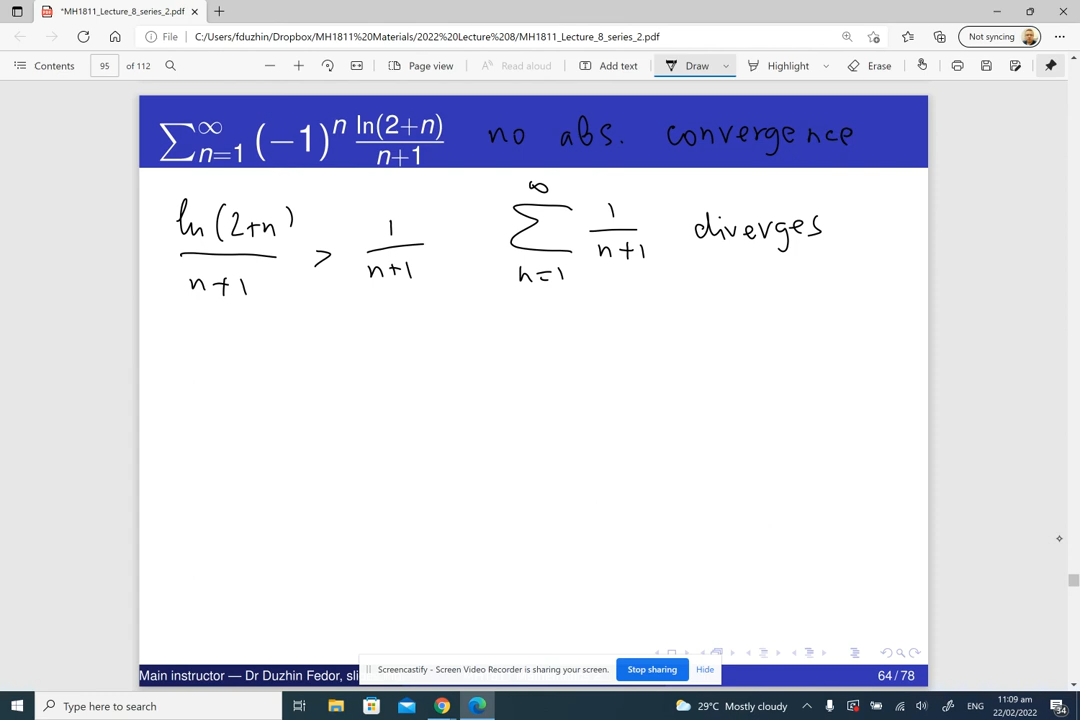 *MH1811_Lecture_8_series_2.pdf
File C:/Users/fduzhin/Dropbox/MH1811%20Materials/2022%20Lecture%208/MH1811_Lecture_8_series_2.pdf Not syncing
Contents 95 of 112 Page view Read aloud Add text Draw Highlight Erase
∑_{n=1}^{∞} (−1)^n ln(2+n)/(n+1) no abs. convergence
ln(2+n)/(n+1) > 1/(n+1) ∑_{n=1}^{∞} 1/(n+1) diverges
Main instructor — Dr Duzhin Fedor, sli 64 / 78
Screencastify - Screen Video Recorder is sharing your screen. Stop sharing Hide
Type here to search 29°C Mostly cloudy ENG 11:09 am
22/02/2022 34